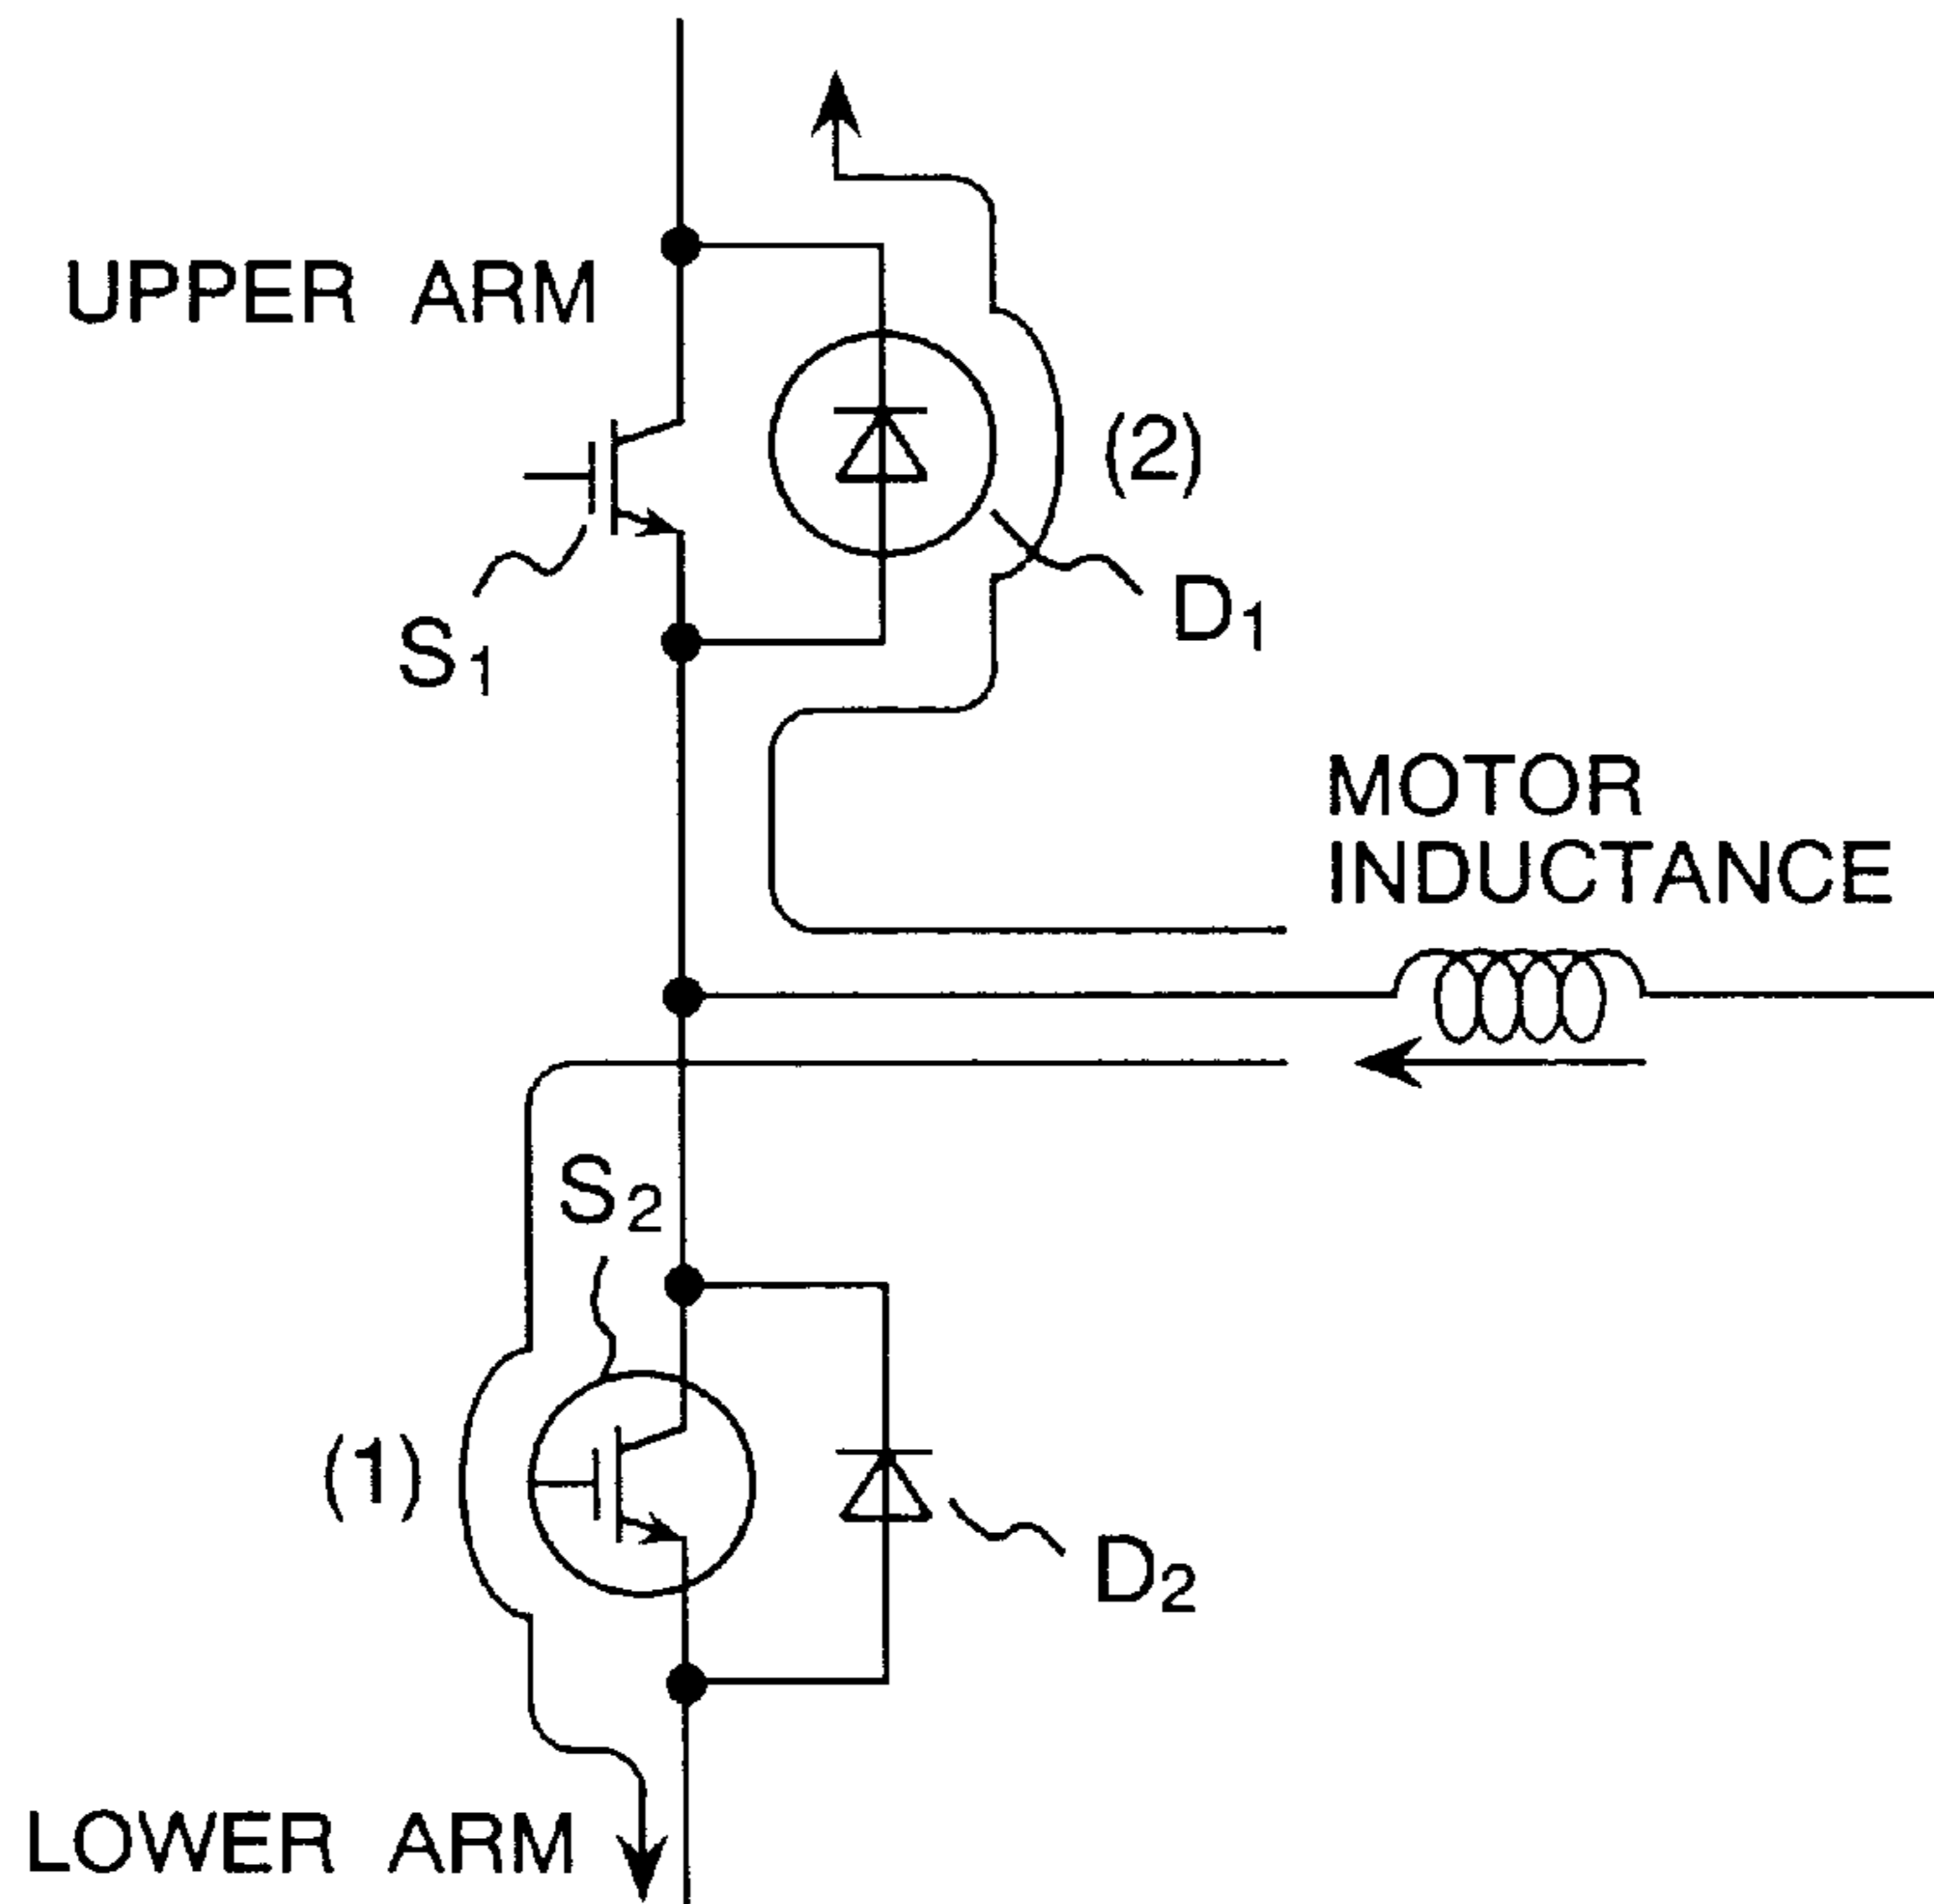 UPPER ARM
(2)
S1
D1
MOTOR
INDUCTANCE
S2
(1)
D2
LOWER ARM